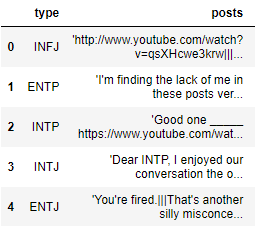 type posts
0 INFJ 'http://www.youtube.com/watch?
v=qsXHcwe3krw|||...
1 ENTP 'I'm finding the lack of me in
these posts ver...
2 INTP 'Good one _____
https://www.youtube.com/wat...
3 INTJ 'Dear INTP, I enjoyed our
conversation the o...
4 ENTJ 'You're fired.|||That's another
silly misconce...